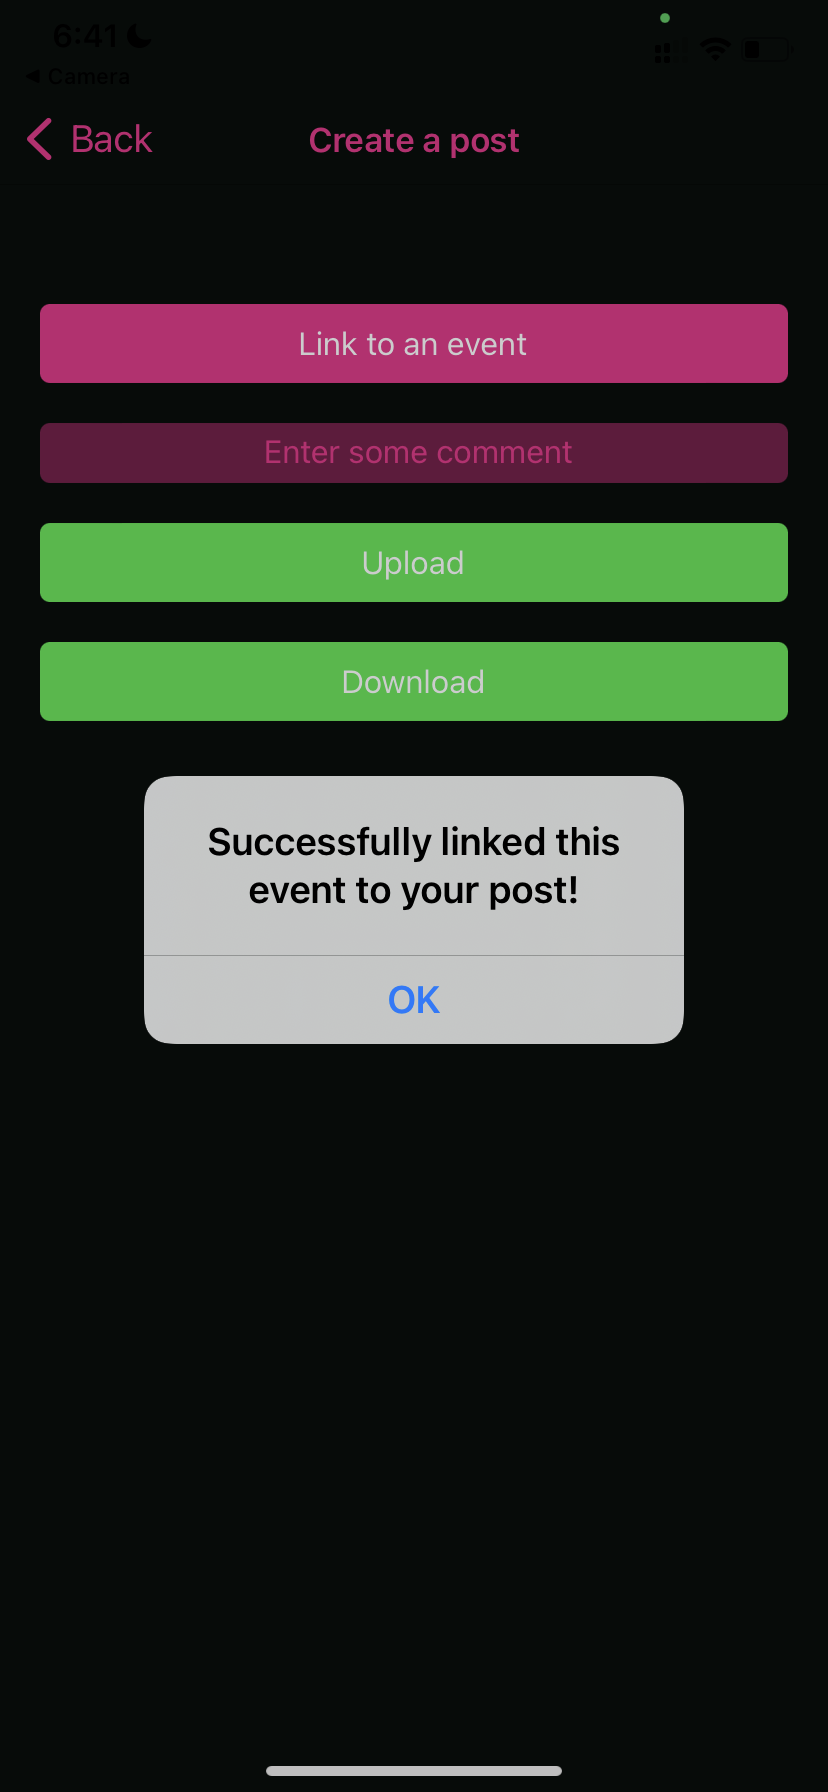 6:41
Camera
Back
Create a post
Link to an event
Enter some comment
Upload
Download
Successfully linked this
event to your post!
OK